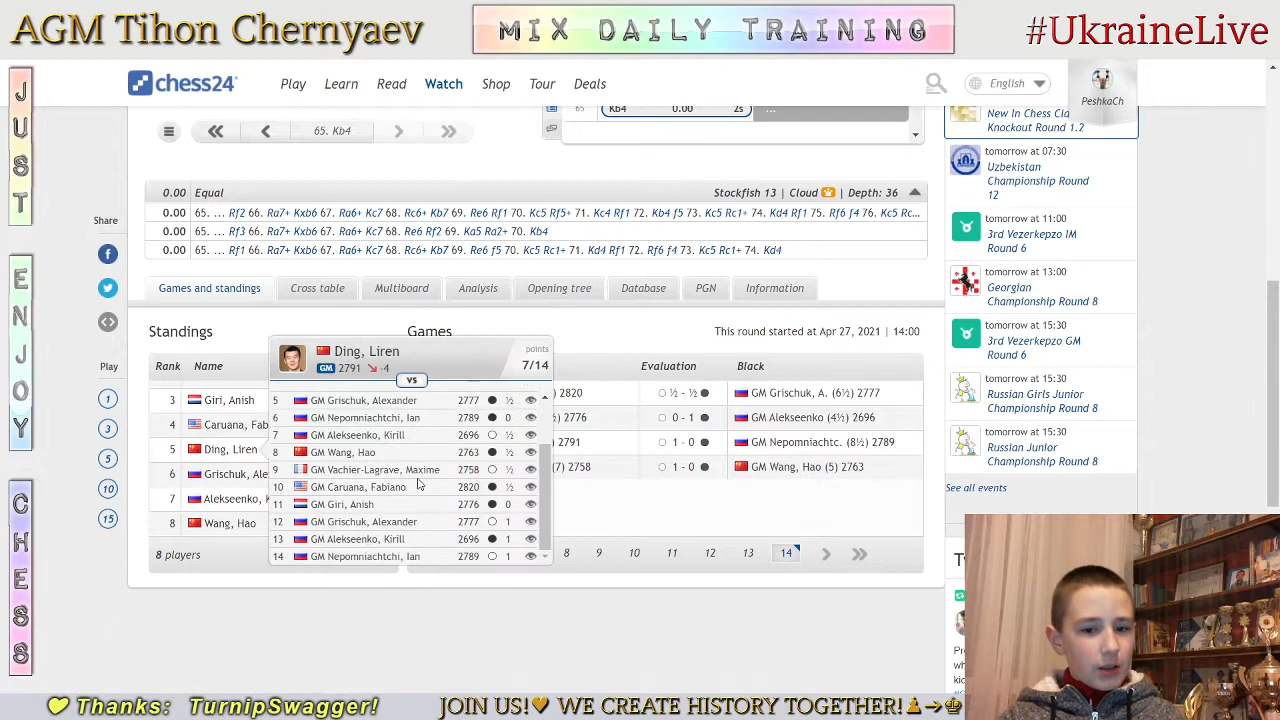 AGM Tihon Chernyaev
MIX DAILY TRAINING
#UkraineLive
JUST
ENJOY
CHESS
chess24
Play Learn Read Watch Shop Tour Deals
English
PeshkaCh
65. Kb4
65 Kb4 0.00 2s ...
0.00 Equal Stockfish 13 | Cloud | Depth: 36
0.00 65. ... Rf2 66. Ra7+ Kxb6 67. Ra6+ Kc7 68. Rc6+ Kb7 69. Re6 Rf1 70. Kc5 Rf5+ 71. Kc4 Rf1 72. Kb4 f5 73. Kc5 Rc1+ 74. Kd4 Rf1 75. Rf6 f4 76. Kc5 Rc...
0.00 65. ... Rf3 66. Ra7+ Kxb6 67. Ra6+ Kc7 68. Re6 Rf2 69. Ka5 Ra2+ 70. Kb4
0.00 65. ... Rf1 66. Ra7+ Kxb6 67. Ra6+ Kc7 68. Rc6+ Kb7 69. Re6 f5 70. Kc5 Rc1+ 71. Kd4 Rf1 72. Rf6 f4 73. Kc5 Rc1+ 74. Kd4
Share
Play
1
3
5
10
15
Games and standings Cross table Multiboard Analysis Opening tree Database PGN Information
Standings Games This round started at Apr 27, 2021 | 14:00
Rank Name Evaluation Black
3 Giri, Anish
4 Caruana, Fab
5 Ding, Liren
6 Grischuk, Ale
7 Alekseenko, K
8 Wang, Hao
8 players
Ding, Liren
GM 2791 -4
points
7/14
VS
5 GM Grischuk, Alexander 2777 ½
6 GM Nepomniachtchi, Ian 2789 0
7 GM Alekseenko, Kirill 2696 ½
8 GM Wang, Hao 2763 ½
9 GM Vachier-Lagrave, Maxime 2758 ½
10 GM Caruana, Fabiano 2820 ½
11 GM Giri, Anish 2776 0
12 GM Grischuk, Alexander 2777 1
13 GM Alekseenko, Kirill 2696 1
14 GM Nepomniachtchi, Ian 2789 1
) 2820 ½ - ½ GM Grischuk, A. (6½) 2777
½) 2776 0 - 1 GM Alekseenko (4½) 2696
) 2791 1 - 0 GM Nepomniachtc. (8½) 2789
(7) 2758 1 - 0 GM Wang, Hao (5) 2763
8 9 10 11 12 13 14
New In Chess Cla
Knockout Round 1.2
tomorrow at 07:30
Uzbekistan
Championship Round
12
tomorrow at 11:00
3rd Vezerkepzo IM
Round 6
tomorrow at 13:00
Georgian
Championship Round 8
tomorrow at 15:30
3rd Vezerkepzo GM
Round 6
tomorrow at 15:30
Russian Girls Junior
Championship Round 8
tomorrow at 15:30
Russian Junior
Championship Round 8
See all events
Thanks: TurnipSwagger!
JOIN US! WE CREATE HISTORY TOGETHER!